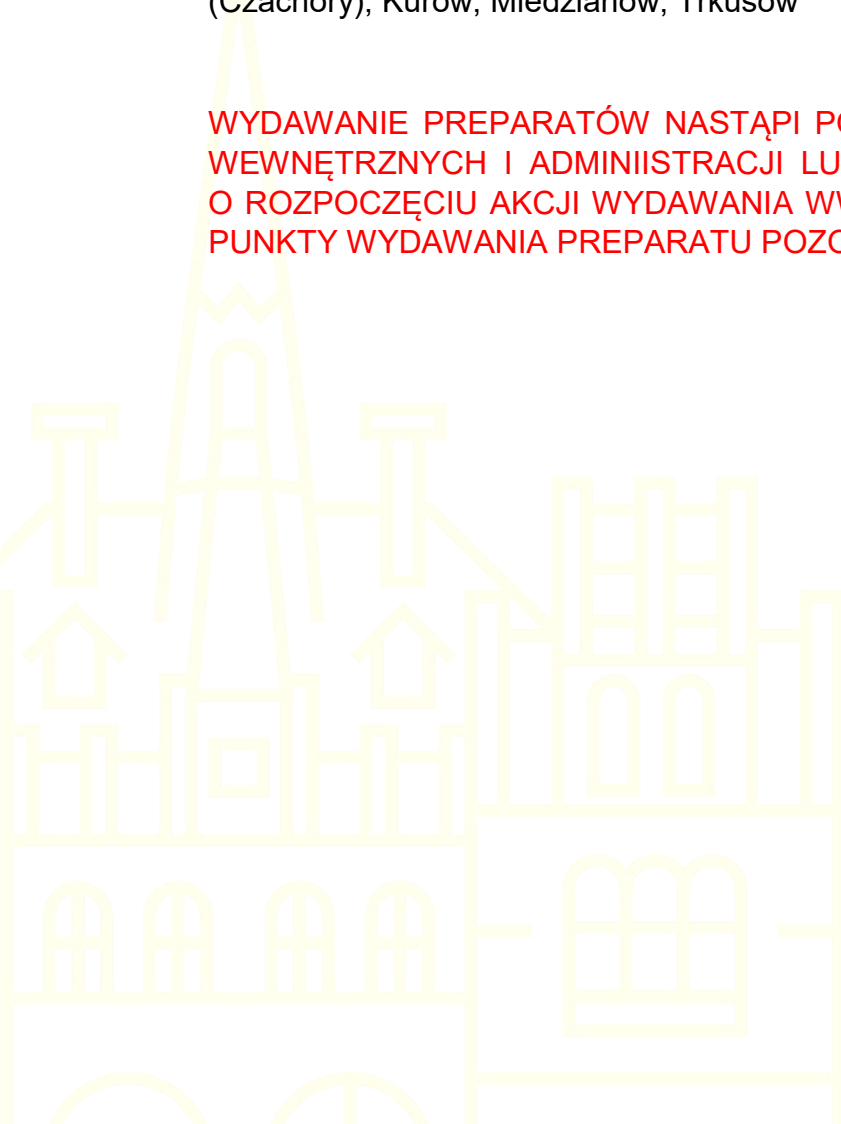 (Czachory), Kurów, Miedzianów, Trkusów
WYDAWANIE PREPARATÓW NASTĄPI
WEWNĘTRZNYCH I ADMINIISTRACJI
O ROZPOCZĘCIU AKCJI WYDAWANIA
PUNKTY WYDAWANIA PREPARATU